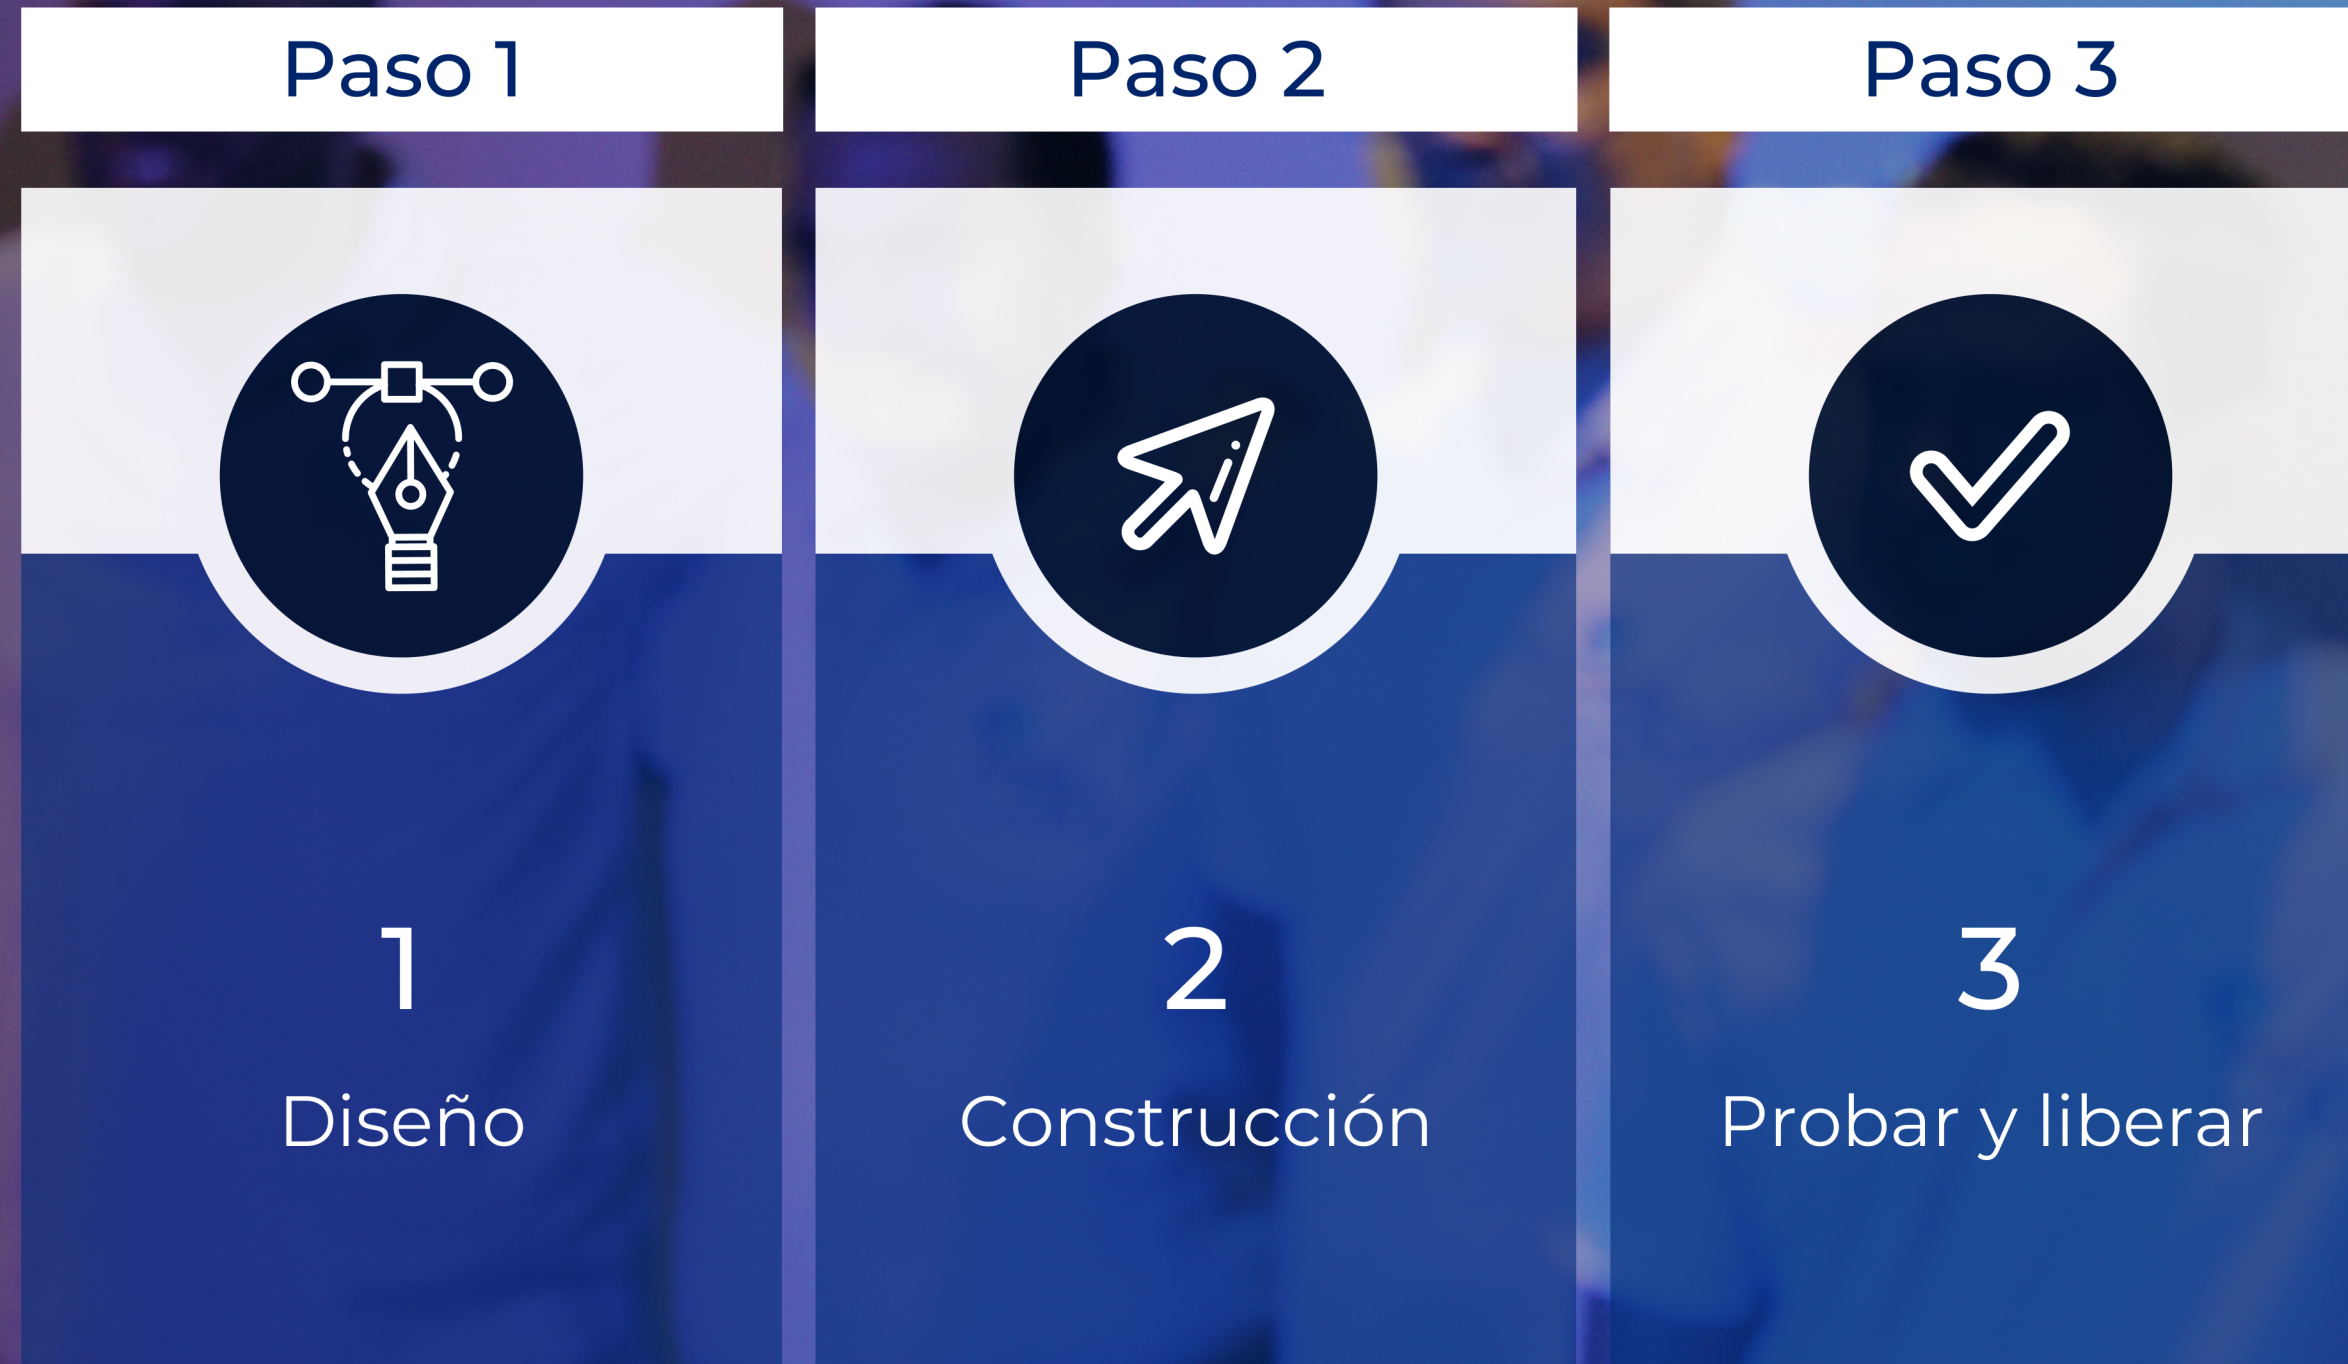 Paso 1
Paso 2
Paso 3
1
Diseño
2
Construcción
3
Probar y liberar